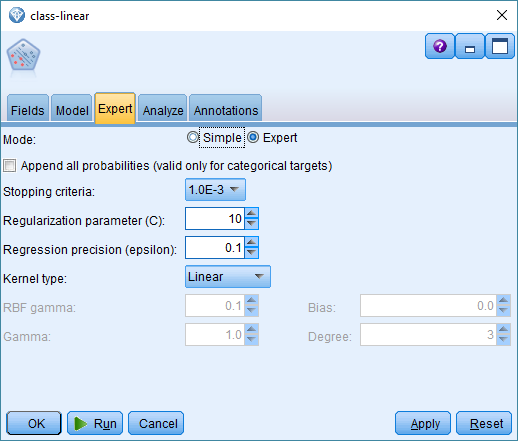 class-linear
Fields Model Expert Analyze Annotations
Mode: Simple Expert
Append all probabilities (valid only for categorical targets)
Stopping criteria: 1.0E-3
Regularization parameter (C): 10
Regression precision (epsilon): 0.1
Kernel type: Linear
RBF gamma: 0.1 Bias: 0.0
Gamma: 1.0 Degree: 3
OK Run Cancel Apply Reset